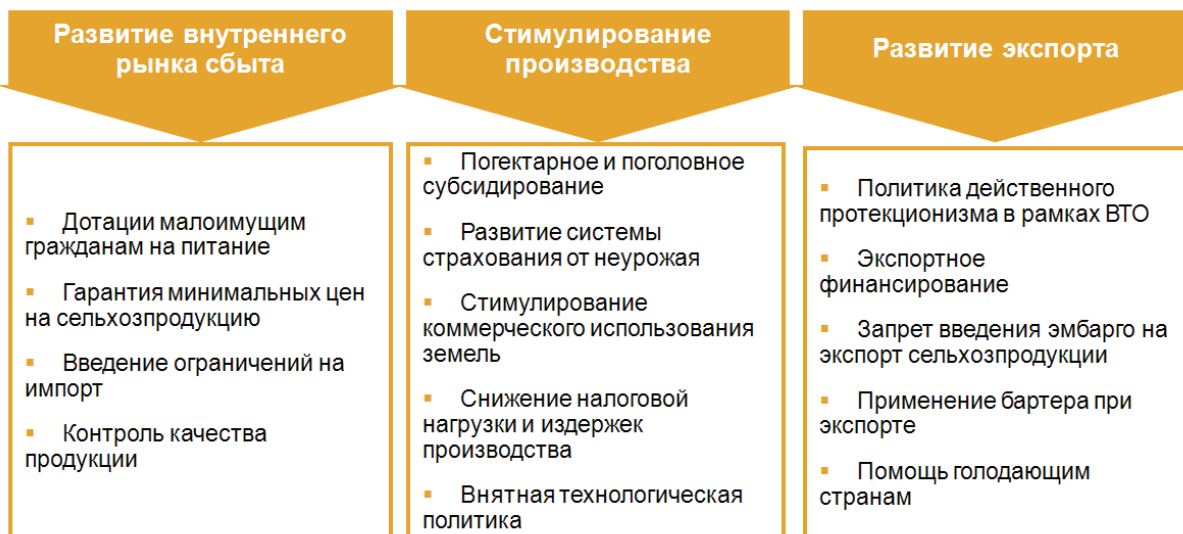 Развитие внутреннего
рынка сбыта
▪ Дотации малоимущим
гражданам на питание
▪ Гарантия минимальных цен
на сельхозпродукцию
▪ Введение ограничений на
импорт
▪ Контроль качества
продукции
Стимулирование
производства
▪ Погектарное и поголовное
субсидирование
▪ Развитие системы
страхования от неурожая
▪ Стимулирование
коммерческого использования
земель
▪ Снижение налоговой
нагрузки и издержек
производства
▪ Внятная технологическая
политика
Развитие экспорта
▪ Политика действенного
протекционизма в рамках ВТО
▪ Экспортное
финансирование
▪ Запрет введения эмбарго на
экспорт сельхозпродукции
▪ Применение бартера при
экспорте
▪ Помощь голодающим
странам